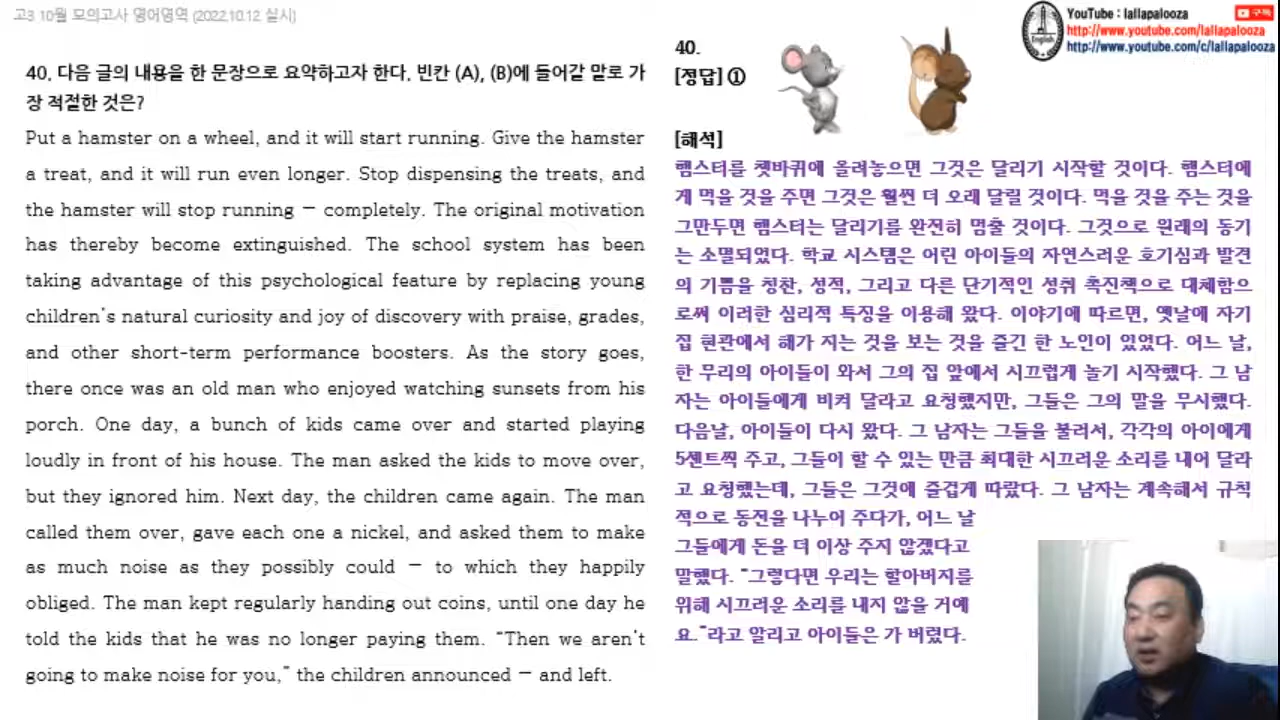 고3 10월 모의고사 영어영역 (2022.10.12 실시)
YouTube : lallapalooza
구독
http://www.youtube.com/lallapalooza
http://www.youtube.com/c/lallapalooza
English
40. 다음 글의 내용을 한 문장으로 요약하고자 한다. 빈칸 (A), (B)에 들어갈 말로 가
장 적절한 것은?
Put a hamster on a wheel, and it will start running. Give the hamster
a treat, and it will run even longer. Stop dispensing the treats, and
the hamster will stop running － completely. The original motivation
has thereby become extinguished. The school system has been
taking advantage of this psychological feature by replacing young
children's natural curiosity and joy of discovery with praise, grades,
and other short-term performance boosters. As the story goes,
there once was an old man who enjoyed watching sunsets from his
porch. One day, a bunch of kids came over and started playing
loudly in front of his house. The man asked the kids to move over,
but they ignored him. Next day, the children came again. The man
called them over, gave each one a nickel, and asked them to make
as much noise as they possibly could － to which they happily
obliged. The man kept regularly handing out coins, until one day he
told the kids that he was no longer paying them. "Then we aren't
going to make noise for you," the children announced － and left.
40.
[정답] ①
[해석]
햄스터를 쳇바퀴에 올려놓으면 그것은 달리기 시작할 것이다. 햄스터에
게 먹을 것을 주면 그것은 훨씬 더 오래 달릴 것이다. 먹을 것을 주는 것을
그만두면 햄스터는 달리기를 완전히 멈출 것이다. 그것으로 원래의 동기
는 소멸되었다. 학교 시스템은 어린 아이들의 자연스러운 호기심과 발견
의 기쁨을 칭찬, 성적, 그리고 다른 단기적인 성취 촉진책으로 대체함으
로써 이러한 심리적 특징을 이용해 왔다. 이야기에 따르면, 옛날에 자기
집 현관에서 해가 지는 것을 보는 것을 즐긴 한 노인이 있었다. 어느 날,
한 무리의 아이들이 와서 그의 집 앞에서 시끄럽게 놀기 시작했다. 그 남
자는 아이들에게 비켜 달라고 요청했지만, 그들은 그의 말을 무시했다.
다음날, 아이들이 다시 왔다. 그 남자는 그들을 불러서, 각각의 아이에게
5센트씩 주고, 그들이 할 수 있는 만큼 최대한 시끄러운 소리를 내어 달라
고 요청했는데, 그들은 그것에 즐겁게 따랐다. 그 남자는 계속해서 규칙
적으로 동전을 나누어 주다가, 어느 날
그들에게 돈을 더 이상 주지 않겠다고
말했다. "그렇다면 우리는 할아버지를
위해 시끄러운 소리를 내지 않을 거예
요."라고 알리고 아이들은 가 버렸다.